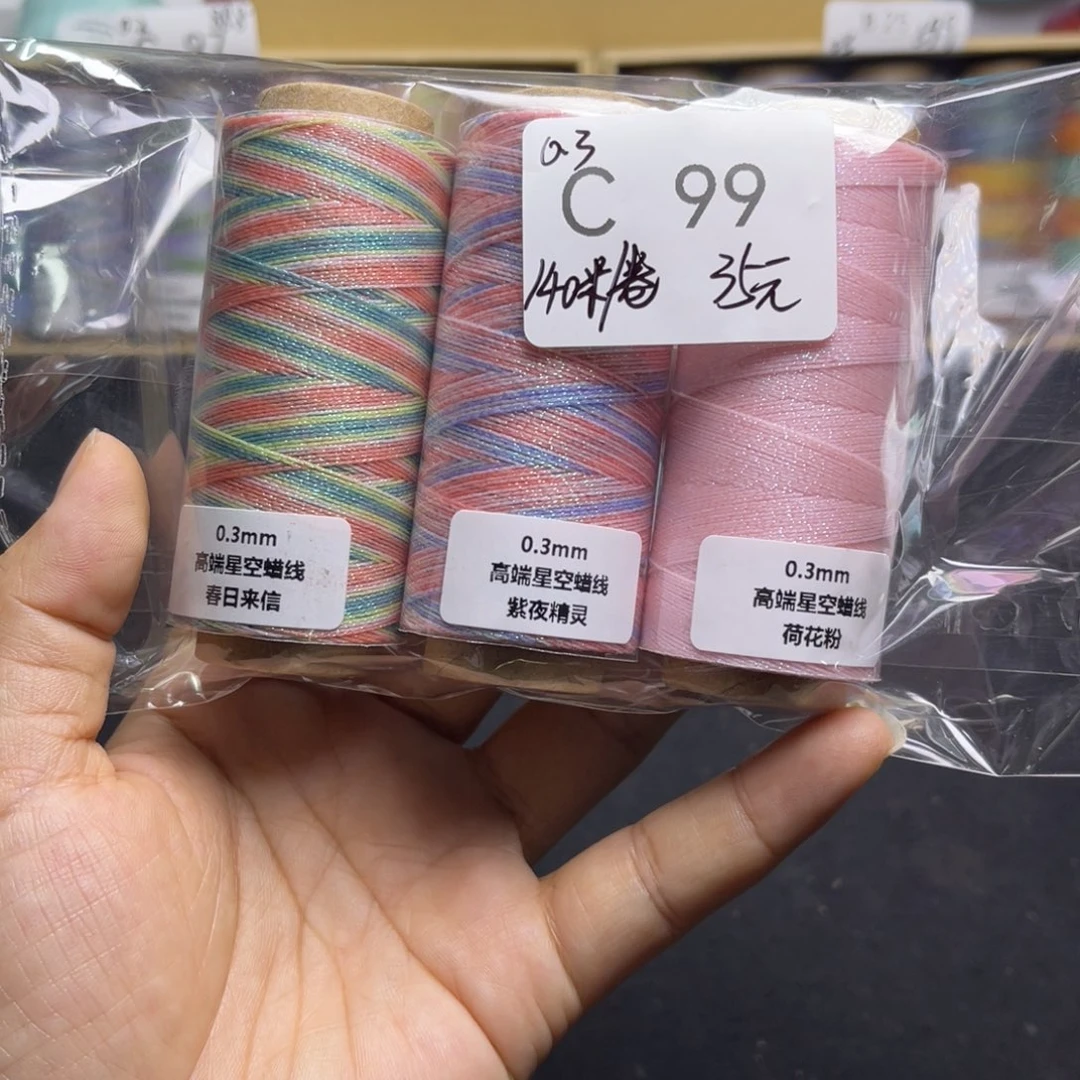 0.3
C 99
140米/卷 35元
0.3mm
高端星空蜡线
春日来信
0.3mm
高端星空蜡线
紫夜精灵
0.3mm
高端星空蜡线
荷花粉